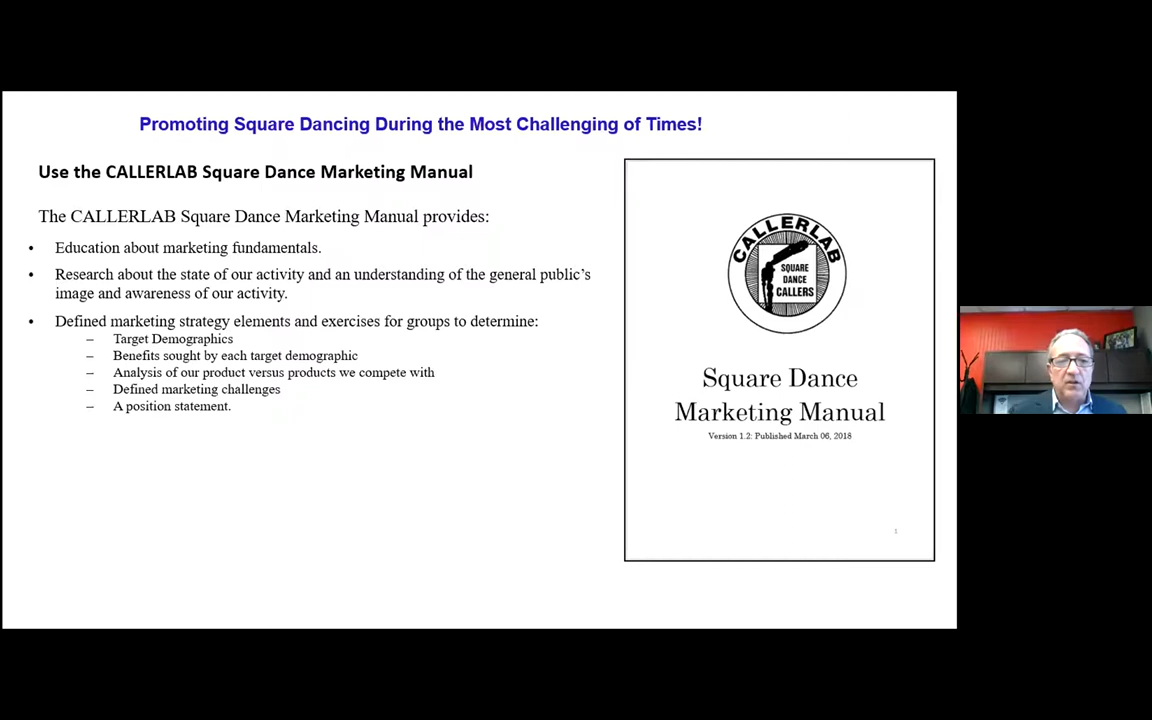 Promoting Square Dancing During the Most Challenging of Times!
Use the CALLERLAB Square Dance Marketing Manual
The CALLERLAB Square Dance Marketing Manual provides:
• Education about marketing fundamentals.
• Research about the state of our activity and an understanding of the general public’s
image and awareness of our activity.
• Defined marketing strategy elements and exercises for groups to determine:
– Target Demographics
– Benefits sought by each target demographic
– Analysis of our product versus products we compete with
– Defined marketing challenges
– A position statement.
CALLERLAB
SQUARE
DANCE
CALLERS
Square Dance
Marketing Manual
Version 1.2: Published March 06, 2018
1